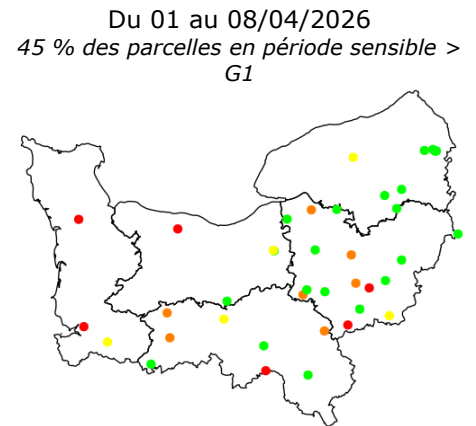 Du 01 au 08/04/2026
45 % des parcelles en période sensible >
G1